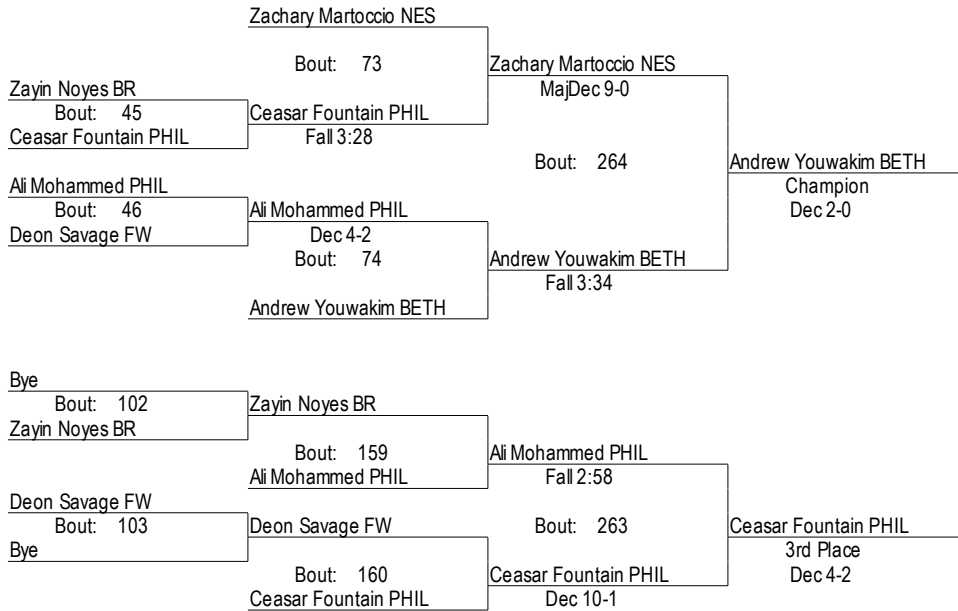 Zachary Martoccio NES
Bout: 73
Zachary Martoccio NES
MajDec 9-0
Zayin Noyes BR
Bout: 45
Ceasar Fountain PHIL
Ceasar Fountain PHIL
Fall 3:28
Bout: 264
Andrew Youwakim BETH
Champion
Dec 2-0
Ali Mohammed PHIL
Bout: 46
Deon Savage FW
Ali Mohammed PHIL
Dec 4-2
Bout: 74
Andrew Youwakim BETH
Fall 3:34
Andrew Youwakim BETH
Bye
Bout: 102
Zayin Noyes BR
Zayin Noyes BR
Bout: 159
Ali Mohammed PHIL
Ali Mohammed PHIL
Fall 2:58
Deon Savage FW
Bout: 103
Bye
Deon Savage FW
Bout: 263
Ceasar Fountain PHIL
3rd Place
Dec 4-2
Bout: 160
Ceasar Fountain PHIL
Ceasar Fountain PHIL
Dec 10-1